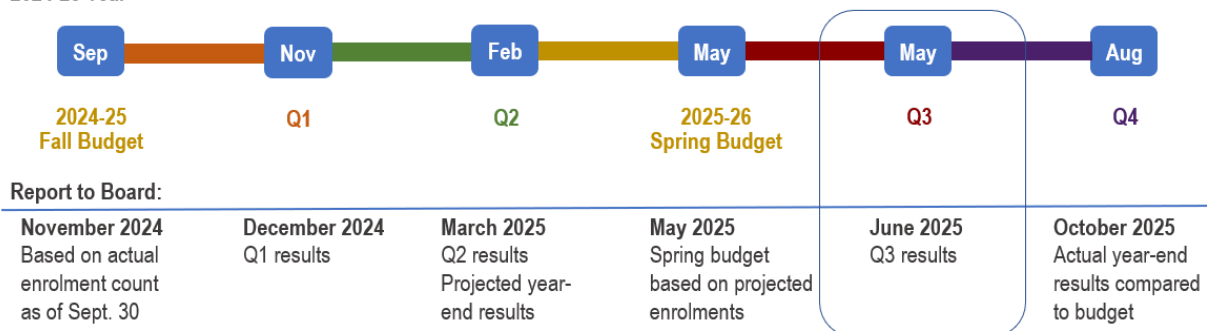 Sep Nov Feb May May Aug
2024-25 Q1 Q2 2025-26 Q3 Q4
Fall Budget Spring Budget
Report to Board:
November 2024 December 2024 March 2025 May 2025 June 2025 October 2025
Based on actual Q1 results Q2 results Spring budget Q3 results Actual year-end
enrolment count Projected year- based on projected results compared
as of Sept. 30 end results enrolments to budget